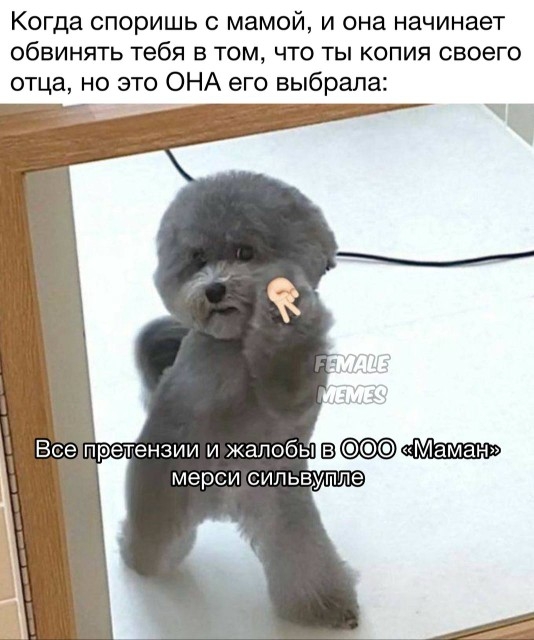 Когда споришь с мамой, и она начинает
обвинять тебя в том, что ты копия своего
отца, но это ОНА его выбрала:
FEMALE
MEMES
Все претензии и жалобы в ООО «Маман»
мерси сильвупле